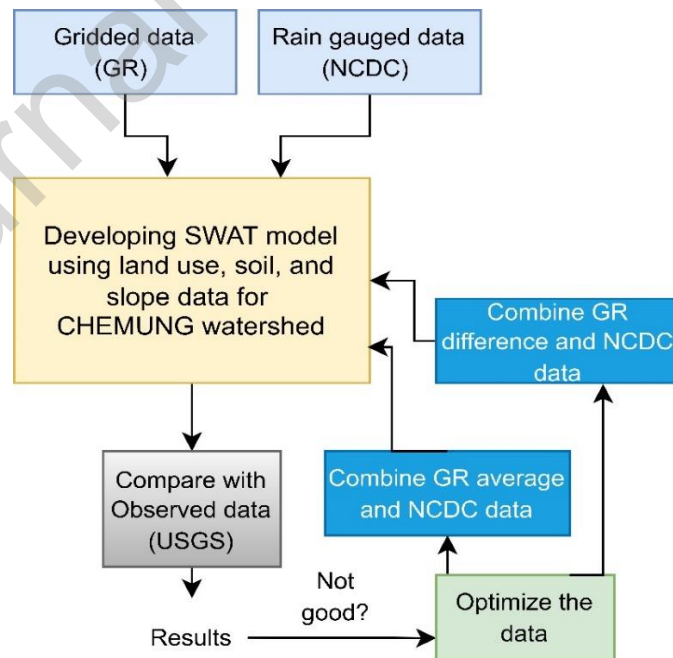 Gridded data
(GR)
Rain gauged data
(NCDC)
Developing SWAT model
using land use, soil, and
slope data for
CHEMUNG watershed
Combine GR
difference and NCDC
data
Compare with
Observed data
(USGS)
Combine GR average
and NCDC data
Not
good?
Results
Optimize the
data